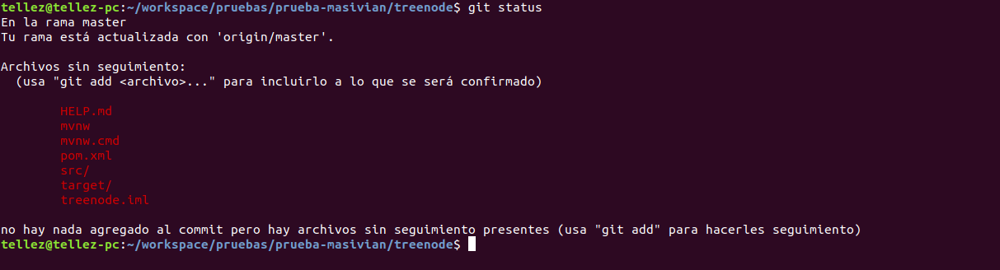 tellez@tellez-pc:~/workspace/pruebas/prueba-masivian/treenode$ git status
En la rama master
Tu rama está actualizada con 'origin/master'.
Archivos sin seguimiento:
(usa "git add <archivo>..." para incluirlo a lo que se será confirmado)
HELP.md
mvnw
mvnw.cmd
pom.xml
src/
target/
treenode.iml
no hay nada agregado al commit pero hay archivos sin seguimiento presentes (usa "git add" para hacerles seguimiento)
tellez@tellez-pc:~/workspace/pruebas/prueba-masivian/treenode$